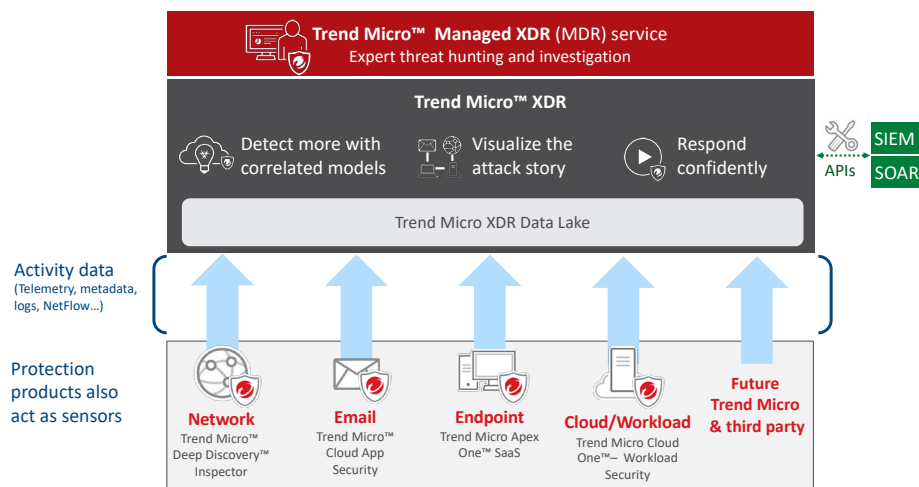 Trend Micro™ Managed XDR (MDR) service
Expert threat hunting and investigation
Trend Micro™ XDR
Detect more with
correlated models
Visualize the
attack story
Respond
confidently
APIs
SIEM
SOAR
Trend Micro XDR Data Lake
Activity data
(Telemetry, metadata,
logs, NetFlow...)
Protection
products also
act as sensors
Network
Trend Micro™
Deep Discovery™
Inspector
Email
Trend Micro™
Cloud App
Security
Endpoint
Trend Micro Apex
One™ SaaS
Cloud/Workload
Trend Micro Cloud
One™– Workload
Security
Future
Trend Micro
& third party